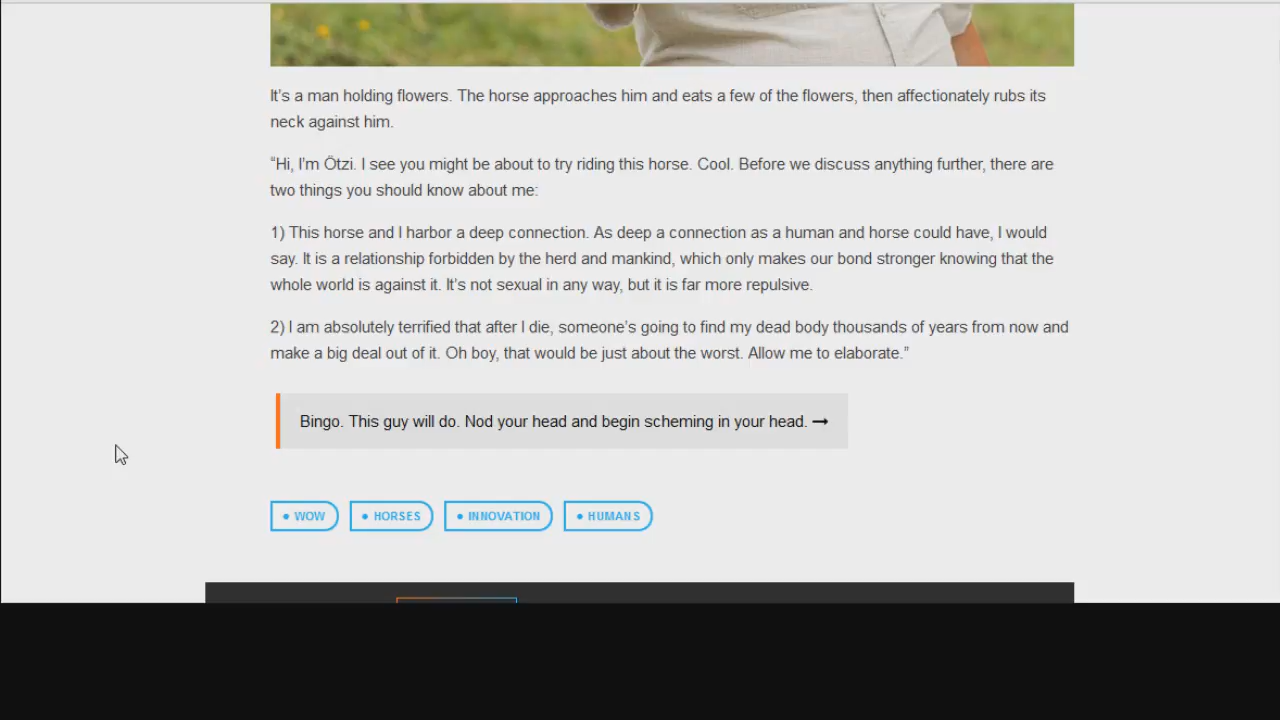 It’s a man holding flowers. The horse approaches him and eats a few of the flowers, then affectionately rubs its
neck against him.
“Hi, I’m Ötzi. I see you might be about to try riding this horse. Cool. Before we discuss anything further, there are
two things you should know about me:
1) This horse and I harbor a deep connection. As deep a connection as a human and horse could have, I would
say. It is a relationship forbidden by the herd and mankind, which only makes our bond stronger knowing that the
whole world is against it. It’s not sexual in any way, but it is far more repulsive.
2) I am absolutely terrified that after I die, someone’s going to find my dead body thousands of years from now and
make a big deal out of it. Oh boy, that would be just about the worst. Allow me to elaborate.”
Bingo. This guy will do. Nod your head and begin scheming in your head. →
• WOW • HORSES • INNOVATION • HUMANS